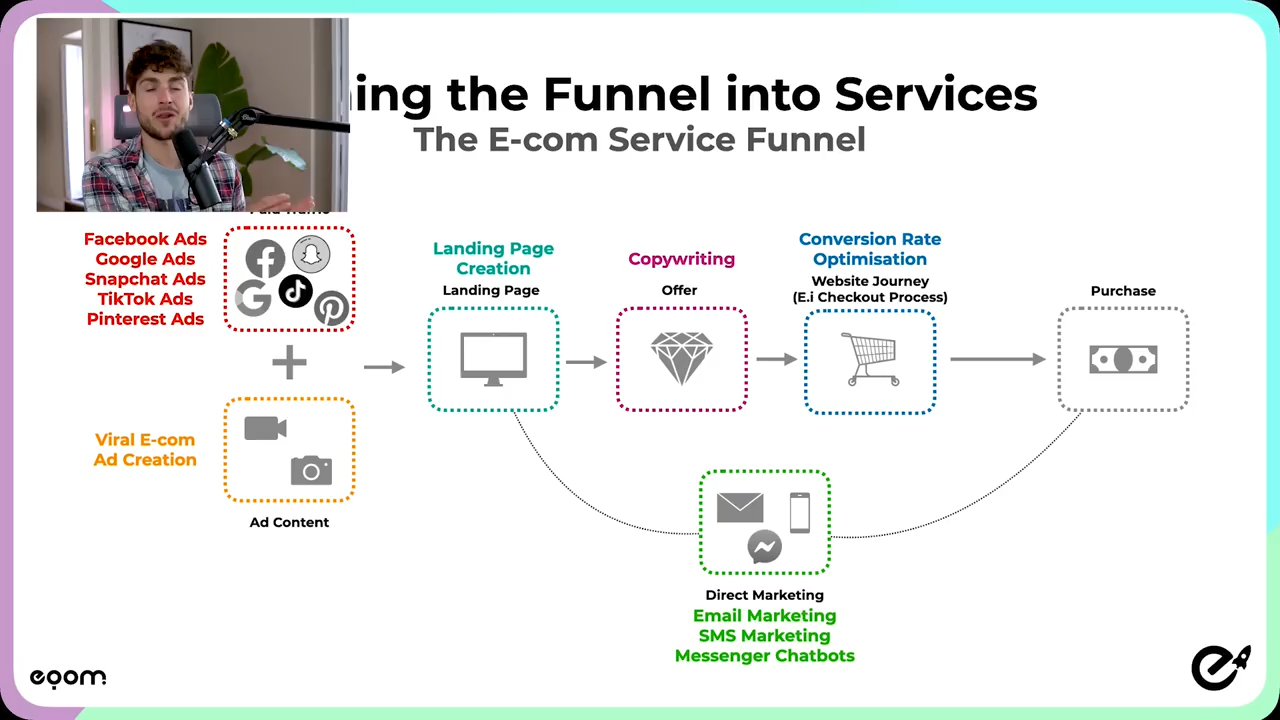 ing the Funnel into Services
The E-com Service Funnel
Facebook Ads
Google Ads
Snapchat Ads
TikTok Ads
Pinterest Ads
Viral E-com
Ad Creation
Ad Content
Landing Page
Creation
Landing Page
Copywriting
Offer
Conversion Rate
Optimisation
Website Journey
(E.i Checkout Process)
Purchase
Direct Marketing
Email Marketing
SMS Marketing
Messenger Chatbots
eqom.